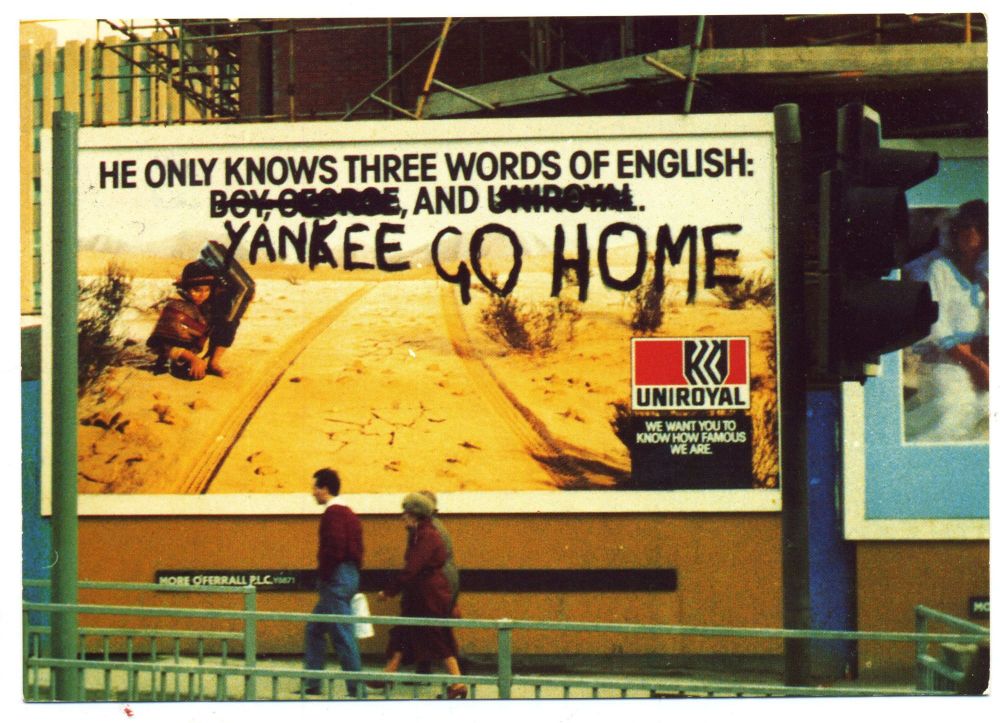 HE ONLY KNOWS THREE WORDS OF ENGLISH:
BOY, GEORGE, AND UNIROYAL.
YANKEE GO HOME
UNIROYAL
WE WANT YOU TO
KNOW HOW FAMOUS
WE ARE.
MORE O'FERRALL P.L.C.
MO